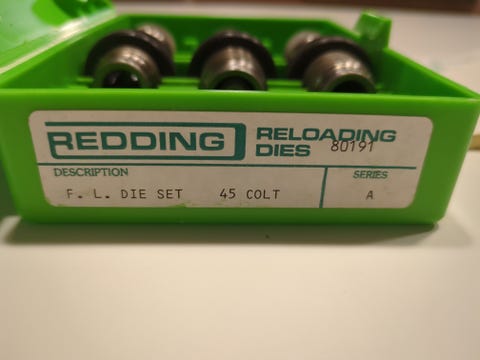 REDDING RELOADING
DIES 80191
DESCRIPTION SERIES
F. L. DIE SET 45 COLT A